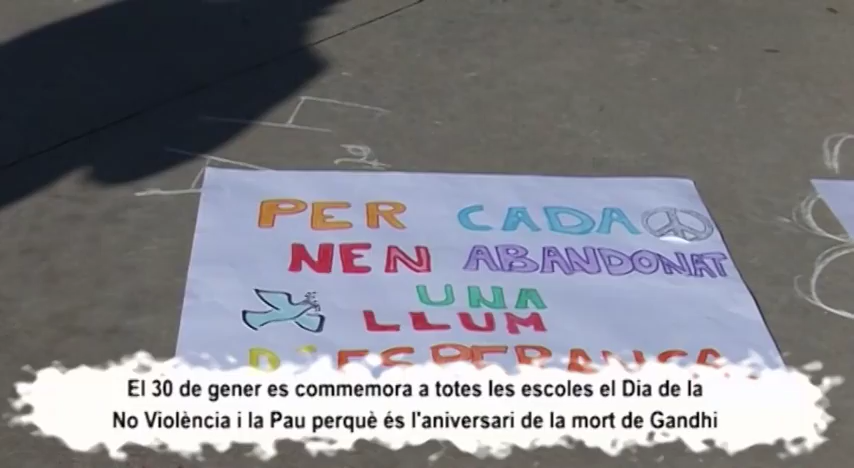 PER CADA
NEN ABANDONAT
UNA
LLUM
D'ESPERANÇA
El 30 de gener es commemora a totes les escoles el Dia de la
No Violència i la Pau perquè és l'aniversari de la mort de Gandhi